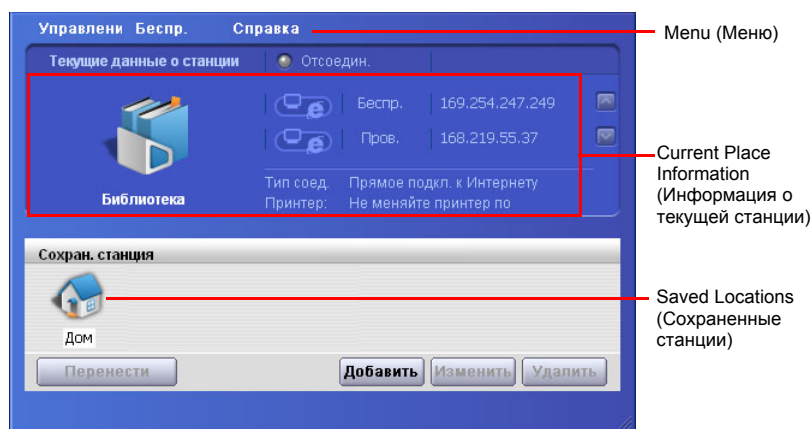 Управлени Беспр. Справка
Menu (Меню)
Текущие данные о станции Отсоедин.
Беспр. 169.254.247.249
Пров. 168.219.55.37
Библиотека
Тип соед. Прямое подкл. к Интернету
Принтер: Не меняйте принтер по
Current Place
Information
(Информация о
текущей станции)
Сохран. станция
Дом
Saved Locations
(Сохраненные
станции)
Перенести Добавить Изменить Удалить